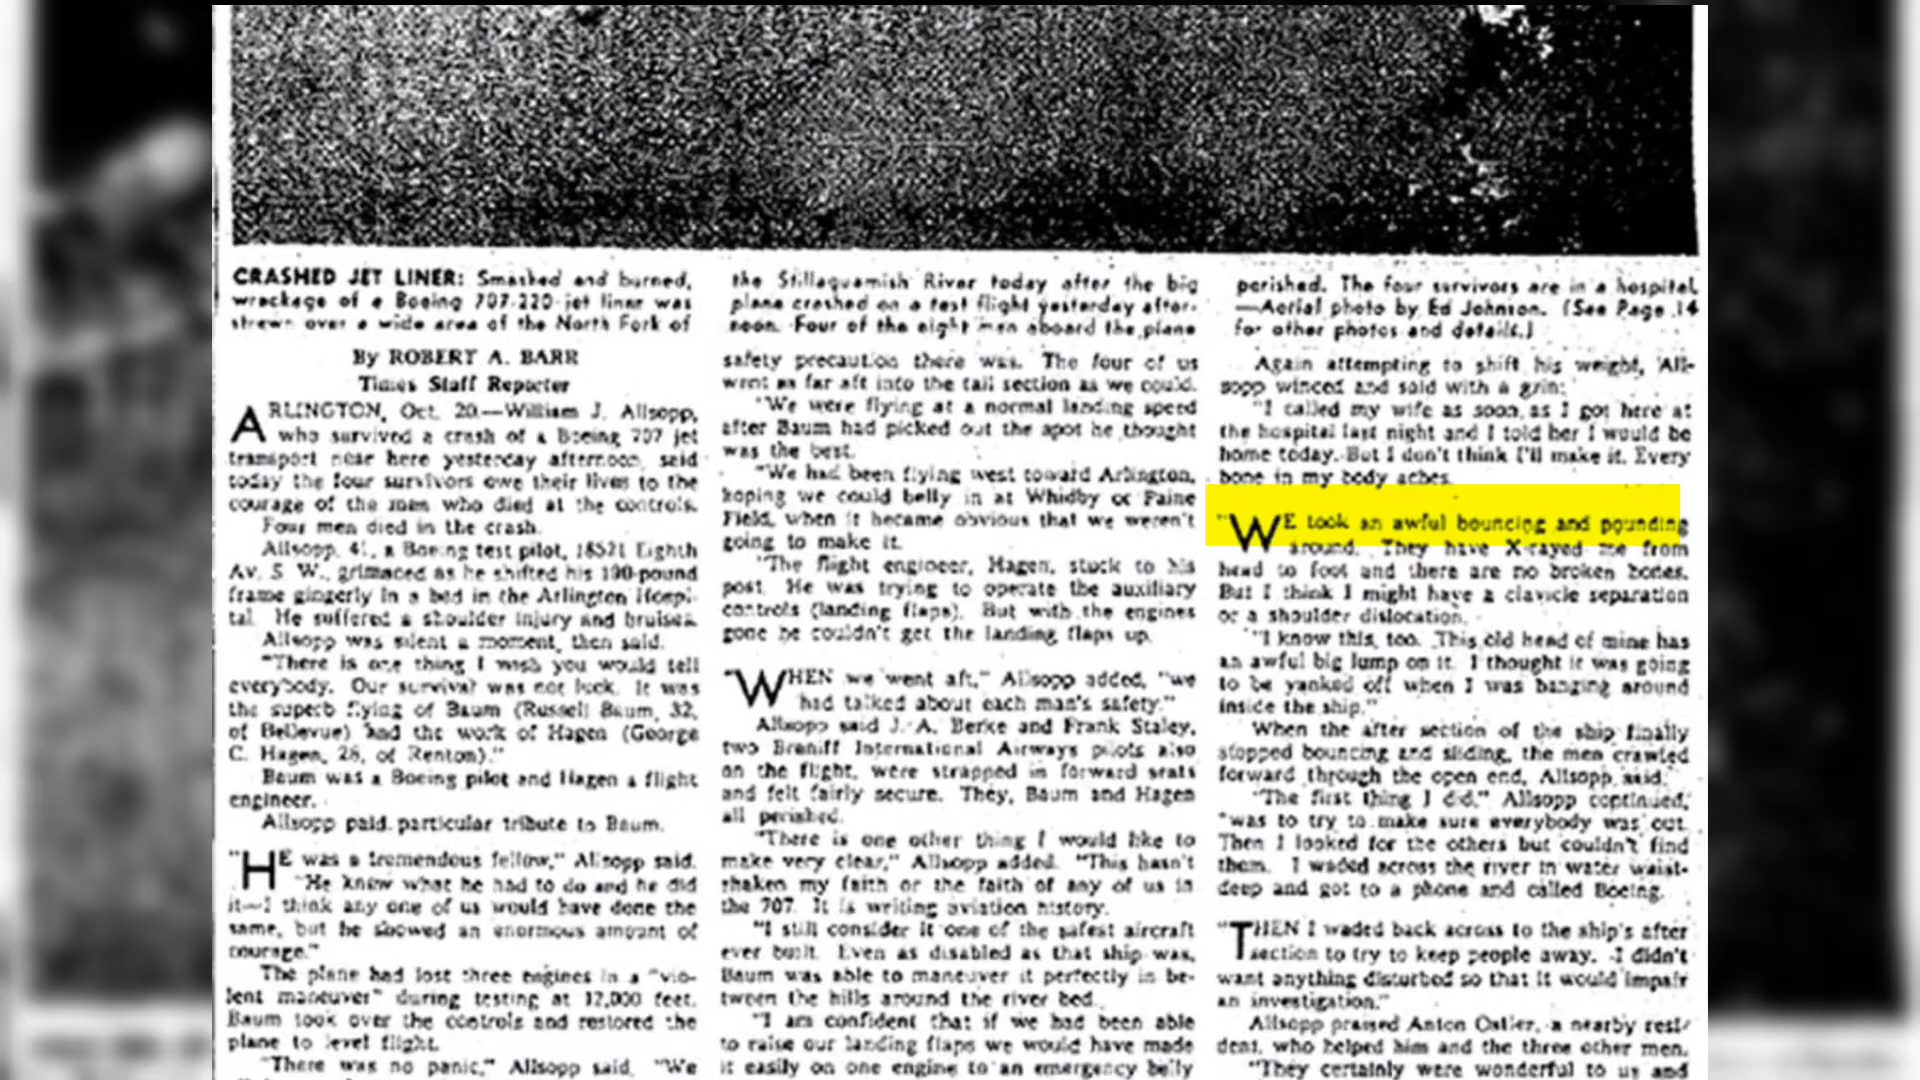 CRASHED JET LINER: Smashed and burned,
wreckage of a Boeing 707-220 jet liner was
strewn over a wide area of the North Fork of
the Stillaquamish River today after the big
plane crashed on a test flight yesterday after-
noon. Four of the eight men aboard the plane
perished. The four survivors are in a hospital.
—Aerial photo by Ed Johnson. (See Page 14
for other photos and details.)
By ROBERT A. BARR
Times Staff Reporter
ARLINGTON, Oct. 20.—William J. Allsopp,
who survived a crash of a Boeing 707 jet
transport near here yesterday afternoon, said
today the four survivors owe their lives to the
courage of the men who died at the controls.
Four men died in the crash.
Allsopp, 41, a Boeing test pilot, 18521 Eighth
Av. S. W., grimaced as he shifted his 190-pound
frame gingerly in a bed in the Arlington Hospi-
tal. He suffered a shoulder injury and bruises.
Allsopp was silent a moment, then said:
"There is one thing I wish you would tell
everybody. Our survival was not luck. It was
the superb flying of Baum (Russell Baum, 32,
of Bellevue) and the work of Hagen (George
C. Hagen, 28, of Renton)."
Baum was a Boeing pilot and Hagen a flight
engineer.
Allsopp paid particular tribute to Baum.
"HE was a tremendous fellow," Allsopp said.
"He knew what he had to do and he did
it—I think any one of us would have done the
same, but he showed an enormous amount of
courage."
The plane had lost three engines in a "vio-
lent maneuver" during testing at 12,000 feet.
Baum took over the controls and restored the
plane to level flight.
"There was no panic," Allsopp said. "We
safety precaution there was. The four of us
went as far aft into the tail section as we could.
"We were flying at a normal landing speed
after Baum had picked out the spot he thought
was the best.
"We had been flying west toward Arlington,
hoping we could belly in at Whidby or Paine
Field, when it became obvious that we weren't
going to make it.
"The flight engineer, Hagen, stuck to his
post. He was trying to operate the auxiliary
controls (landing flaps). But with the engines
gone he couldn't get the landing flaps up.
"WHEN we went aft," Allsopp added, "we
had talked about each man's safety."
Allsopp said J. A. Berke and Frank Staley,
two Braniff International Airways pilots also
on the flight, were strapped in forward seats
and felt fairly secure. They, Baum and Hagen
all perished.
"There is one other thing I would like to
make very clear," Allsopp added. "This hasn't
shaken my faith or the faith of any of us in
the 707. It is writing aviation history.
"I still consider it one of the safest aircraft
ever built. Even as disabled as that ship was,
Baum was able to maneuver it perfectly in be-
tween the hills around the river bed.
"I am confident that if we had been able
to raise our landing flaps we would have made
it easily on one engine to an emergency belly
Again attempting to shift his weight, All-
sopp winced and said with a grin:
"I called my wife as soon as I got here at
the hospital last night and I told her I would be
home today. But I don't think I'll make it. Every
bone in my body aches.
"WE took an awful bouncing and pounding
around. They have X-rayed me from
head to foot and there are no broken bones.
But I think I might have a clavicle separation
or a shoulder dislocation.
"I know this, too. This old head of mine has
an awful big lump on it. I thought it was going
to be yanked off when I was banging around
inside the ship."
When the after section of the ship finally
stopped bouncing and sliding, the men crawled
forward through the open end, Allsopp said.
"The first thing I did," Allsopp continued,
"was to try to make sure everybody was out.
Then I looked for the others but couldn't find
them. I waded across the river in water waist-
deep and got to a phone and called Boeing.
"THEN I waded back across to the ship's after
section to try to keep people away. I didn't
want anything disturbed so that it would impair
an investigation."
Allsopp praised Anton Ostler, a nearby resi-
dent, who helped him and the three other men.
"They certainly were wonderful to us and